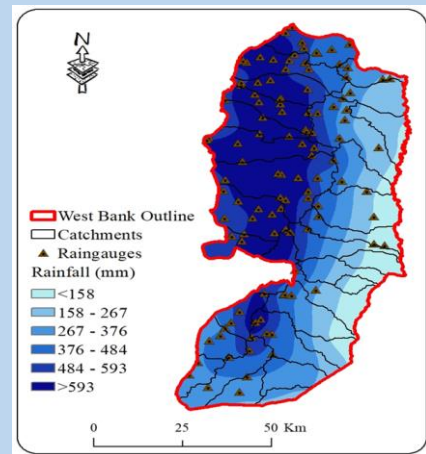 N
West Bank Outline
Catchments
Raingauges
Rainfall (mm)
<158
158 - 267
267 - 376
376 - 484
484 - 593
>593
0 25 50 Km